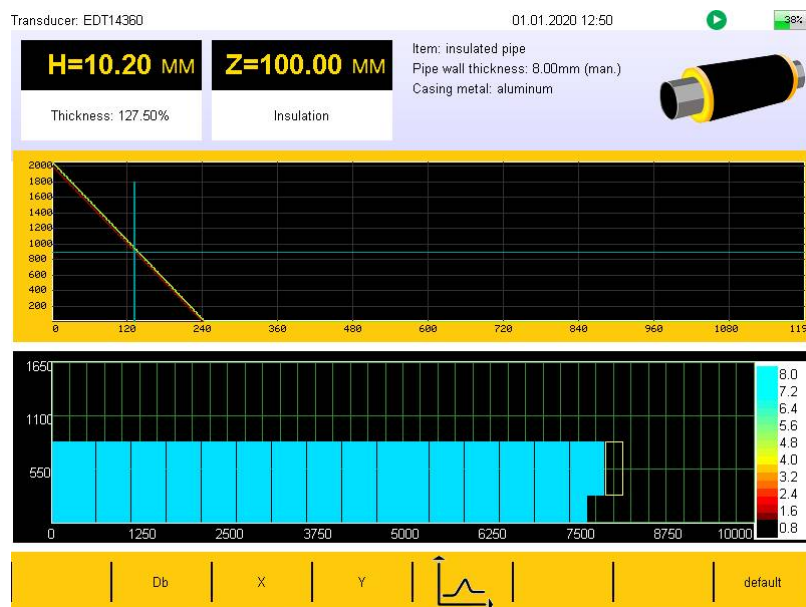 Transducer: EDT14360 01.01.2020 12:50 38%
H=10.20 MM Z=100.00 MM
Thickness: 127.50% Insulation
Item: insulated pipe
Pipe wall thickness: 8.00mm (man.)
Casing metal: aluminum
2000
1800
1600
1400
1200
1000
800
600
400
200
0 120 240 360 480 600 720 840 960 1080 119
1650
1100
550
0 1250 2500 3750 5000 6250 7500 8750 10000
8.0
7.2
6.4
5.6
4.8
4.0
3.2
2.4
1.6
0.8
Db X Y default